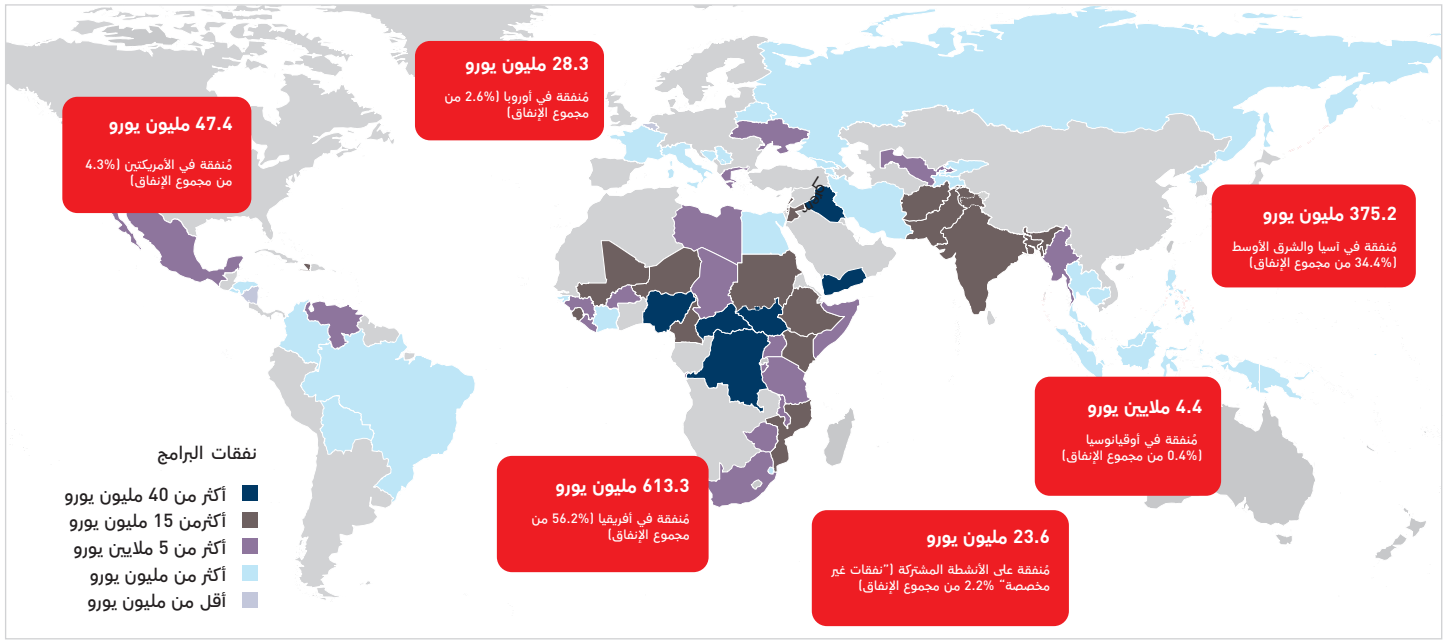 28.3 مليون يورو
مُنفقة في أوروبا (2.6% من
مجموع الإنفاق)
47.4 مليون يورو
مُنفقة في الأمريكتين (4.3%
من مجموع الإنفاق)
375.2 مليون يورو
مُنفقة في آسيا والشرق الأوسط
(34.4% من مجموع الإنفاق)
4.4 ملايين يورو
مُنفقة في أوقيانوسيا
(0.4% من مجموع الإنفاق)
613.3 مليون يورو
مُنفقة في أفريقيا (56.2% من
مجموع الإنفاق)
23.6 مليون يورو
مُنفقة على الأنشطة المشتركة ("نفقات غير
مخصصة" 2.2% من مجموع الإنفاق)
نفقات البرامج
أكثر من 40 مليون يورو
أكثرمن 15 مليون يورو
أكثر من 5 ملايين يورو
أكثر من مليون يورو
أقل من مليون يورو